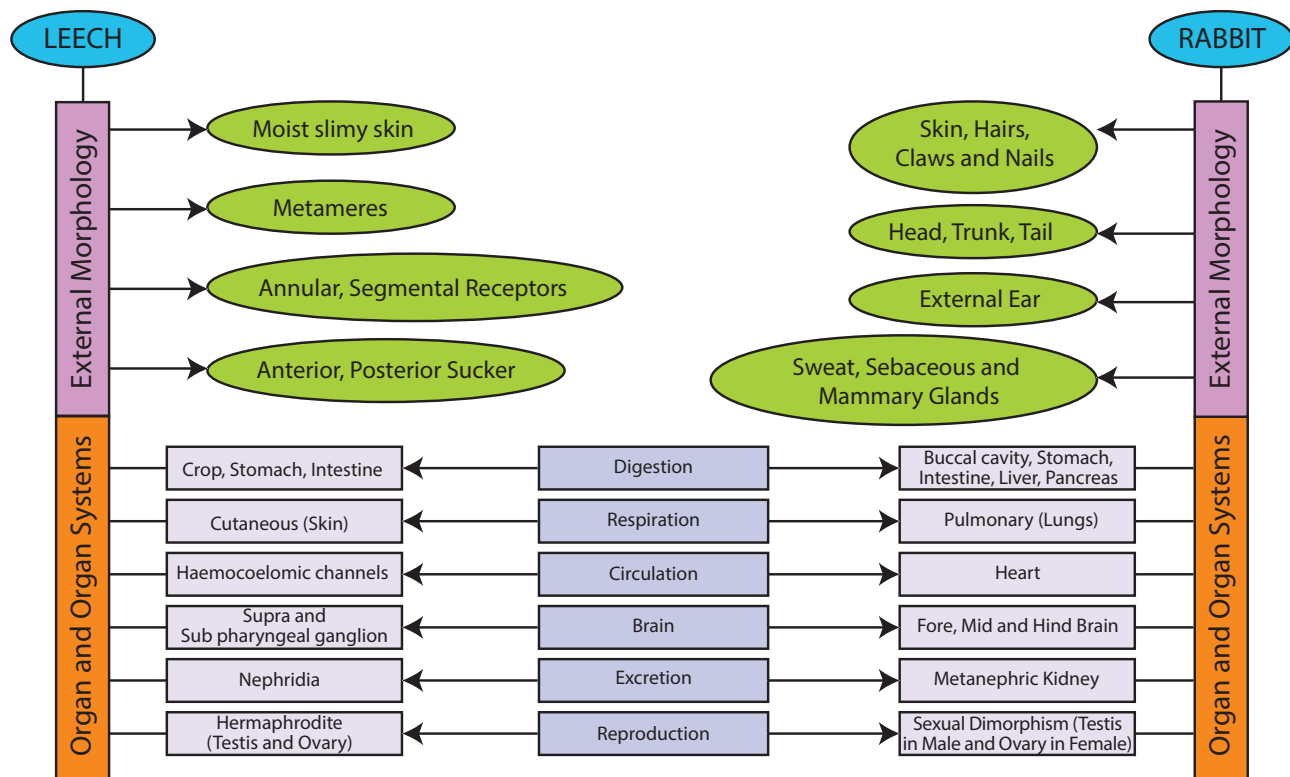 LEECH
RABBIT
External Morphology
Moist slimy skin
Metameres
Annular, Segmental Receptors
Anterior, Posterior Sucker
Skin, Hairs,
Claws and Nails
Head, Trunk, Tail
External Ear
Sweat, Sebaceous and
Mammary Glands
External Morphology
Organ and Organ Systems
Crop, Stomach, Intestine
Digestion
Buccal cavity, Stomach,
Intestine, Liver, Pancreas
Cutaneous (Skin)
Respiration
Pulmonary (Lungs)
Haemocoelomic channels
Circulation
Heart
Supra and
Sub pharyngeal ganglion
Brain
Fore, Mid and Hind Brain
Nephridia
Excretion
Metanephric Kidney
Hermaphrodite
(Testis and Ovary)
Reproduction
Sexual Dimorphism (Testis
in Male and Ovary in Female)
Organ and Organ Systems